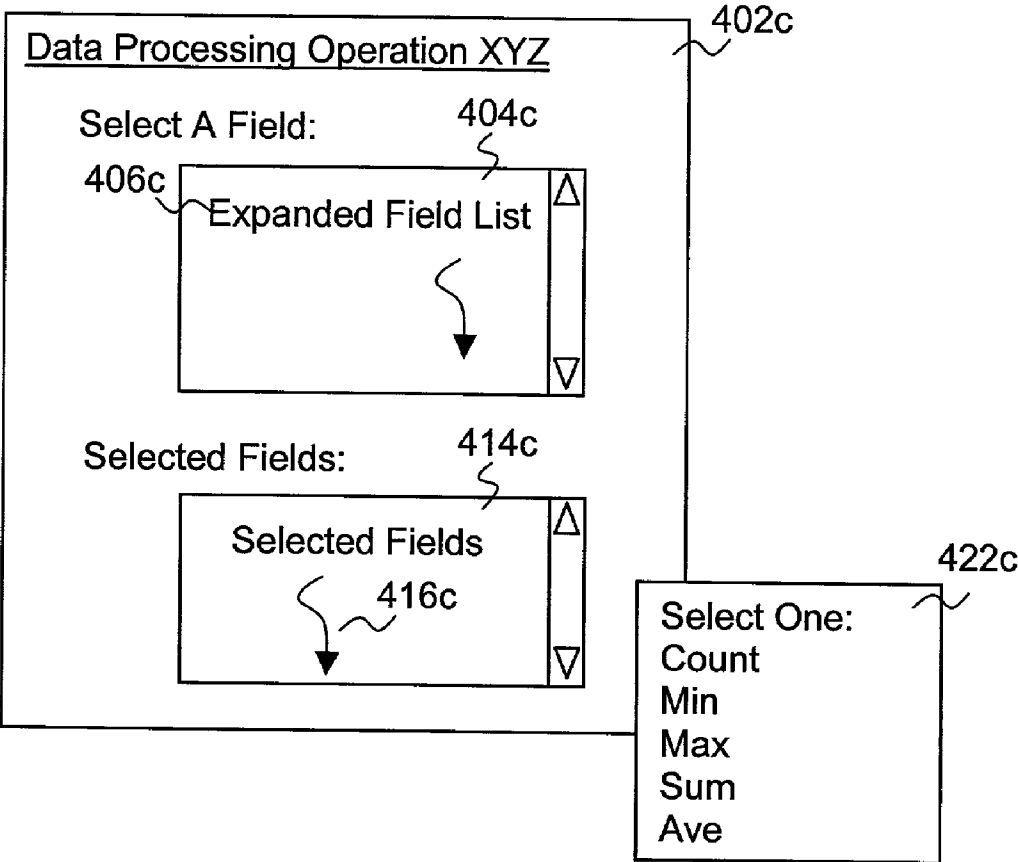 402c
Data Processing Operation XYZ
Select A Field:
404c
406c
Expanded Field List
Selected Fields:
414c
Selected Fields
416c
422c
Select One:
Count
Min
Max
Sum
Ave